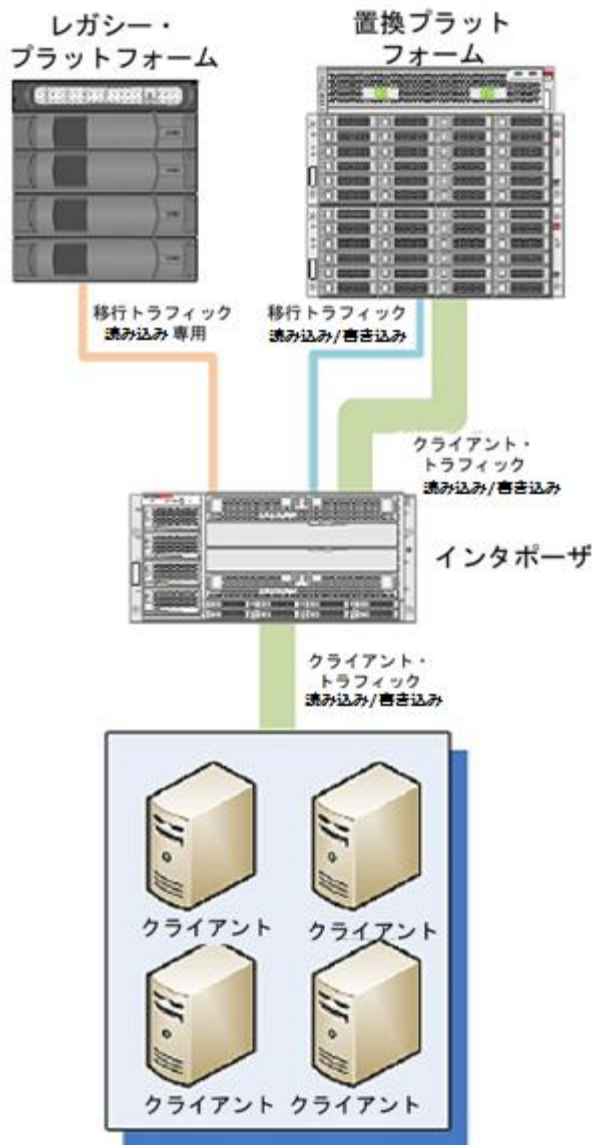 レガシー・
プラットフォーム
置換プラット
フォーム
移行トラフィック
読み込み 専用
移行トラフィック
読み込み/書き込み
クライアント・
トラフィック
読み込み/書き込み
インタポーザ
クライアント・
トラフィック
読み込み/書き込み
クライアント
クライアント
クライアント
クライアント